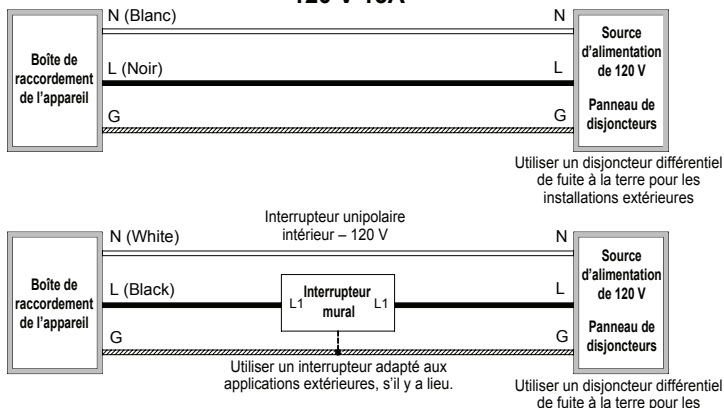 N (Blanc)
N
Boîte de
raccordement
de l'appareil
L (Noir)
L
G
G
Source
d'alimentation
de 120 V
Panneau de
disjoncteurs
Utiliser un disjoncteur différentiel
de fuite à la terre pour les
installations extérieures
Interrupteur unipolaire
intérieur – 120 V
N (White)
N
Boîte de
raccordement
de l'appareil
L (Black)
L1
Interrupteur
mural
L1
L
G
G
Source
d'alimentation
de 120 V
Panneau de
disjoncteurs
Utiliser un interrupteur adapté aux
applications extérieures, s'il y a lieu.
Utiliser un disjoncteur différentiel
de fuite à la terre pour les